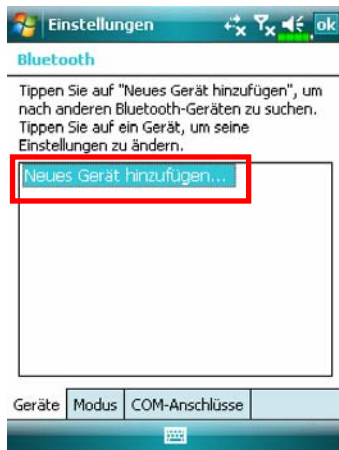 Einstellungen
ok
Bluetooth
Tippen Sie auf "Neues Gerät hinzufügen", um
nach anderen Bluetooth-Geräten zu suchen.
Tippen Sie auf ein Gerät, um seine
Einstellungen zu ändern.
Neues Gerät hinzufügen...
Geräte Modus COM-Anschlüsse